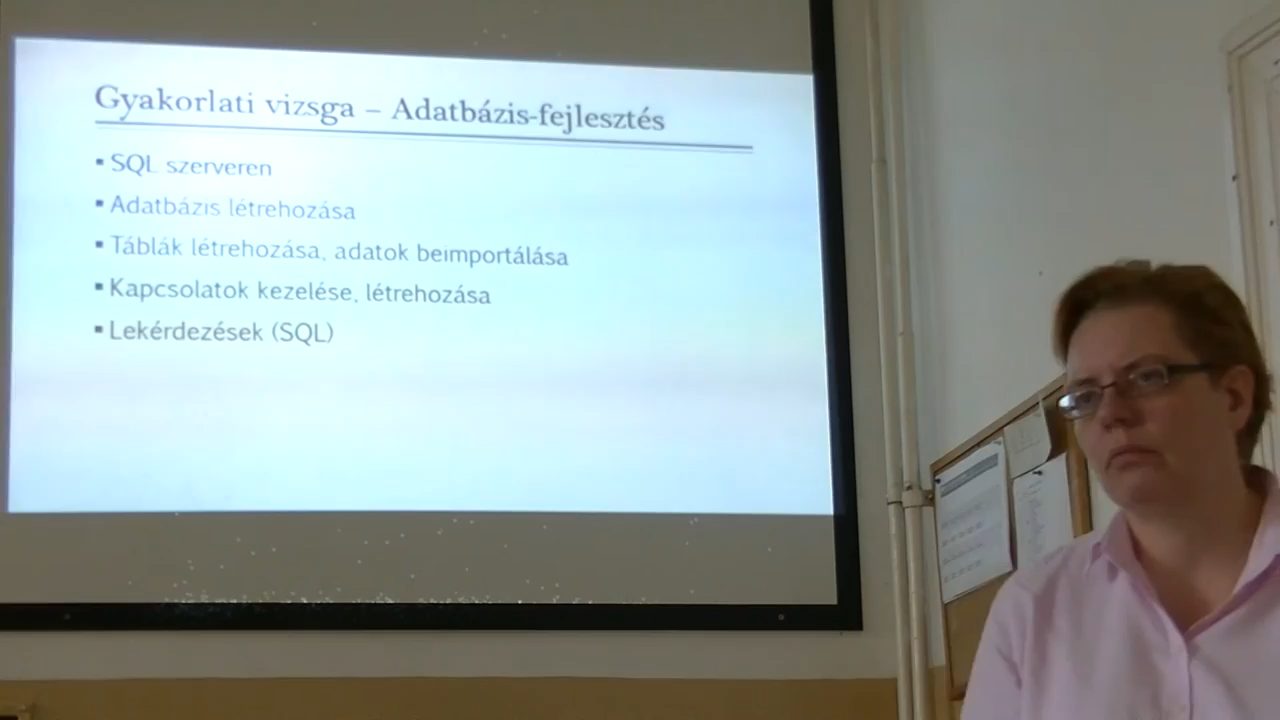 Gyakorlati vizsga – Adatbázis-fejlesztés
▪ SQL szerveren
▪ Adatbázis létrehozása
▪ Táblák létrehozása, adatok beimportálása
▪ Kapcsolatok kezelése, létrehozása
▪ Lekérdezések (SQL)